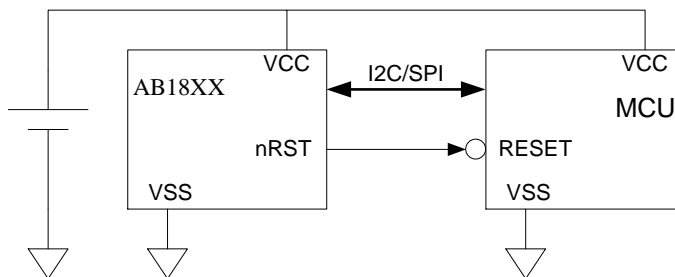 VCC
AB18XX
I2C/SPI
VCC
MCU
nRST
RESET
VSS
VSS